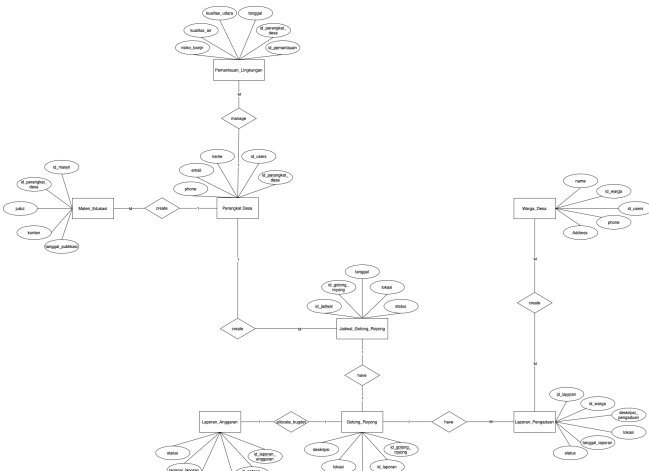 kualitas_udara
tanggal
kualitas_air
id_perangkat_
desa
risiko_banjir
id_pemantauan
Pemantauan_Lingkungan
M
manage
name
id_users
id_materi
email
id_perangkat_
desa
id_perangkat_
desa
phone
name
id_warga
judul
Materi_Edukasi
M
create
1
Perangkat Desa
Warga_Desa
id_users
konten
phone
tanggal_publikasi
Address
1
M
tanggal
id_gotong_
royong
lokasi
create
id_jadwal
status
create
M
Jadwal_Gotong_Royong
1
M
have
id_laporan
id_warga
1
Laporan_Anggaran
1
allocate_bugdet
1
Gotong_Royong
1
have
M
Laporan_Pengaduan
deskripsi_
pengaduan
status
id_laporan_
anggaran
deskripsi
id_gotong_
royong
lokasi
tanggal_laporan
status
lokasi
id_laporan